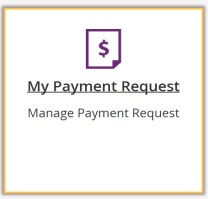 $
My Payment Request
Manage Payment Request